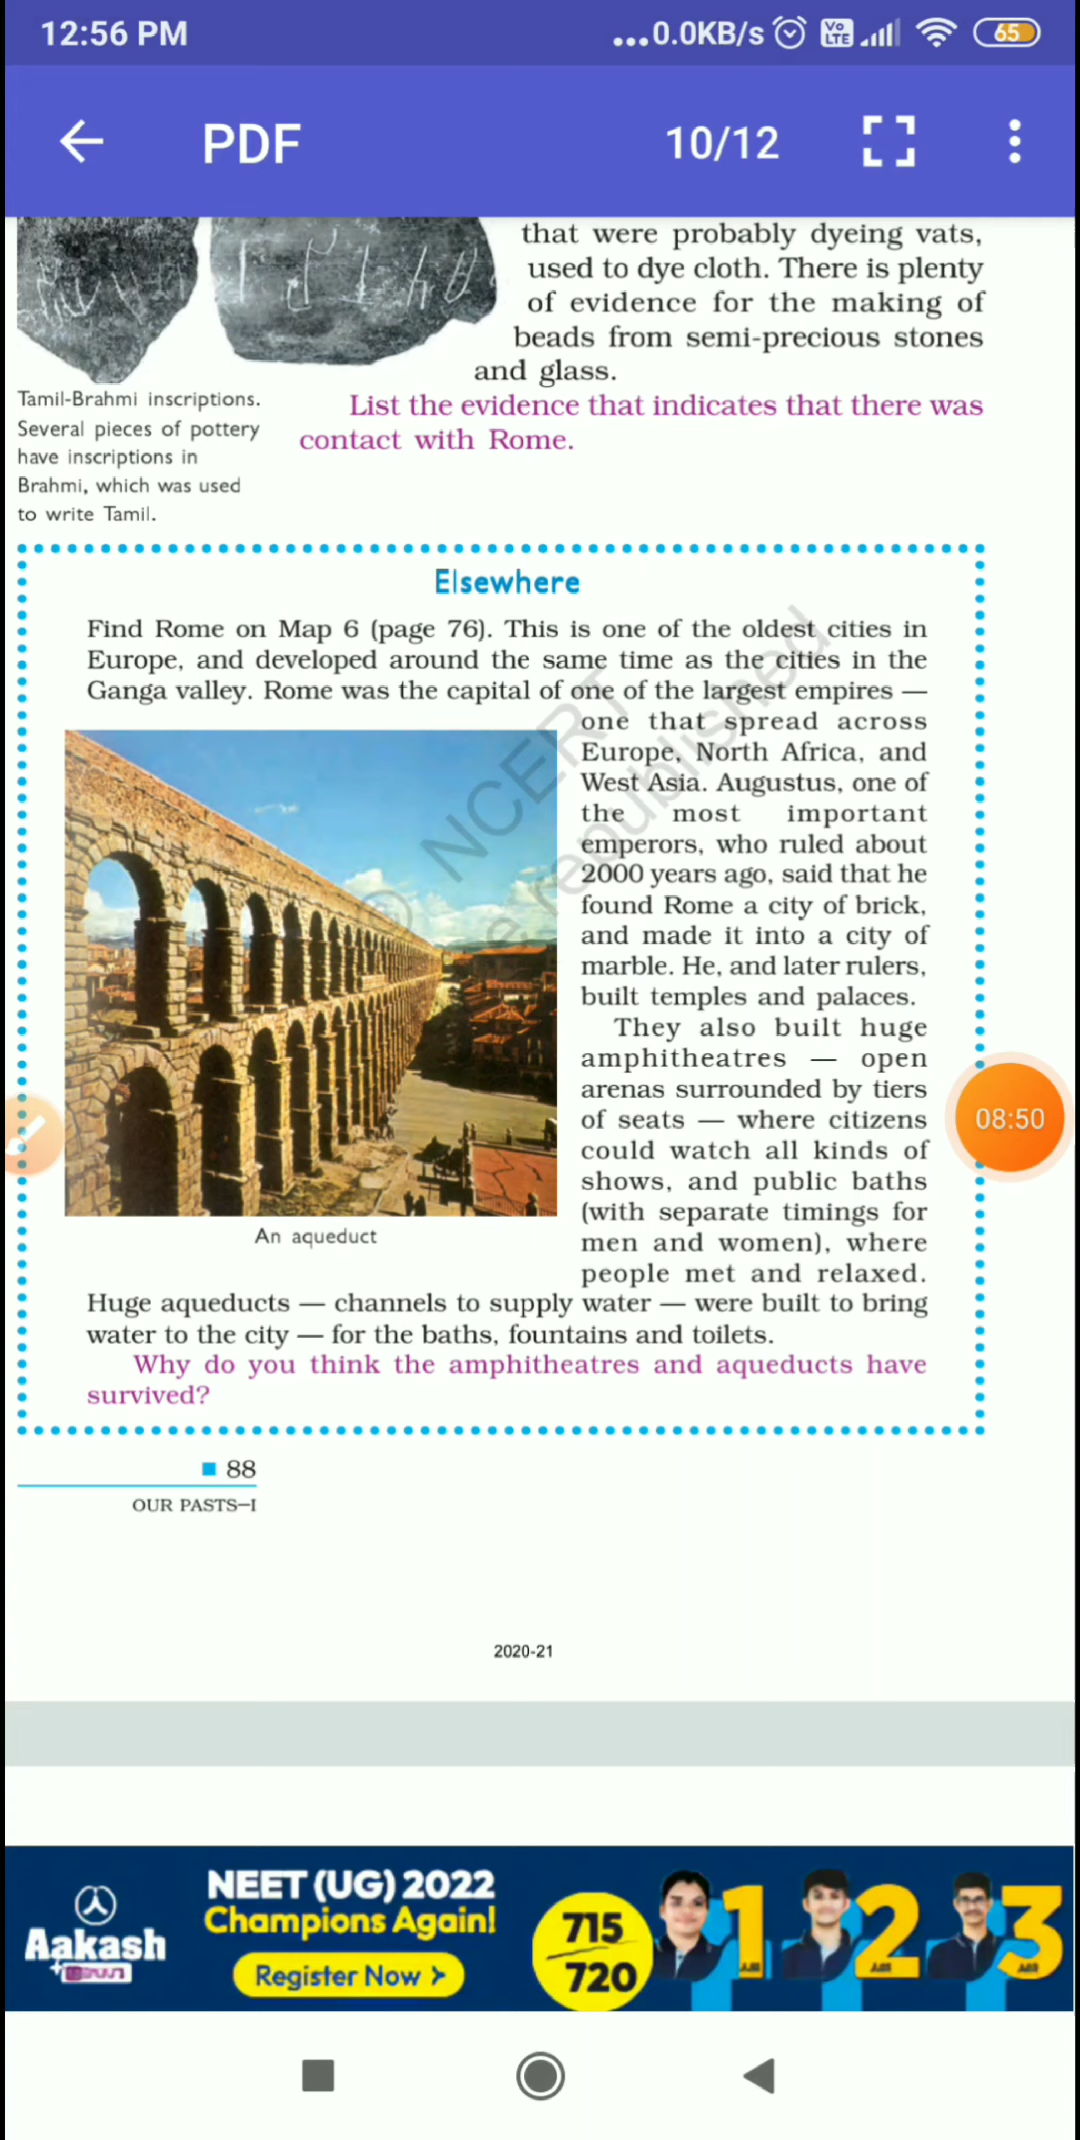 12:56 PM
...0.0KB/s
Vo
LTE
65
PDF
10/12
that were probably dyeing vats,
used to dye cloth. There is plenty
of evidence for the making of
beads from semi-precious stones
and glass.
List the evidence that indicates that there was
contact with Rome.
Tamil-Brahmi inscriptions.
Several pieces of pottery
have inscriptions in
Brahmi, which was used
to write Tamil.
Elsewhere
Find Rome on Map 6 (page 76). This is one of the oldest cities in
Europe, and developed around the same time as the cities in the
Ganga valley. Rome was the capital of one of the largest empires —
one that spread across
Europe, North Africa, and
West Asia. Augustus, one of
the most important
emperors, who ruled about
2000 years ago, said that he
found Rome a city of brick,
and made it into a city of
marble. He, and later rulers,
built temples and palaces.
They also built huge
amphitheatres — open
arenas surrounded by tiers
of seats — where citizens
could watch all kinds of
shows, and public baths
(with separate timings for
men and women), where
people met and relaxed.
An aqueduct
Huge aqueducts — channels to supply water — were built to bring
water to the city — for the baths, fountains and toilets.
Why do you think the amphitheatres and aqueducts have
survived?
© NCERT
be republished
08:50
88
OUR PASTS–I
2020-21
Aakash
NEET (UG) 2022
Champions Again!
Register Now >
715
720
1
2
3